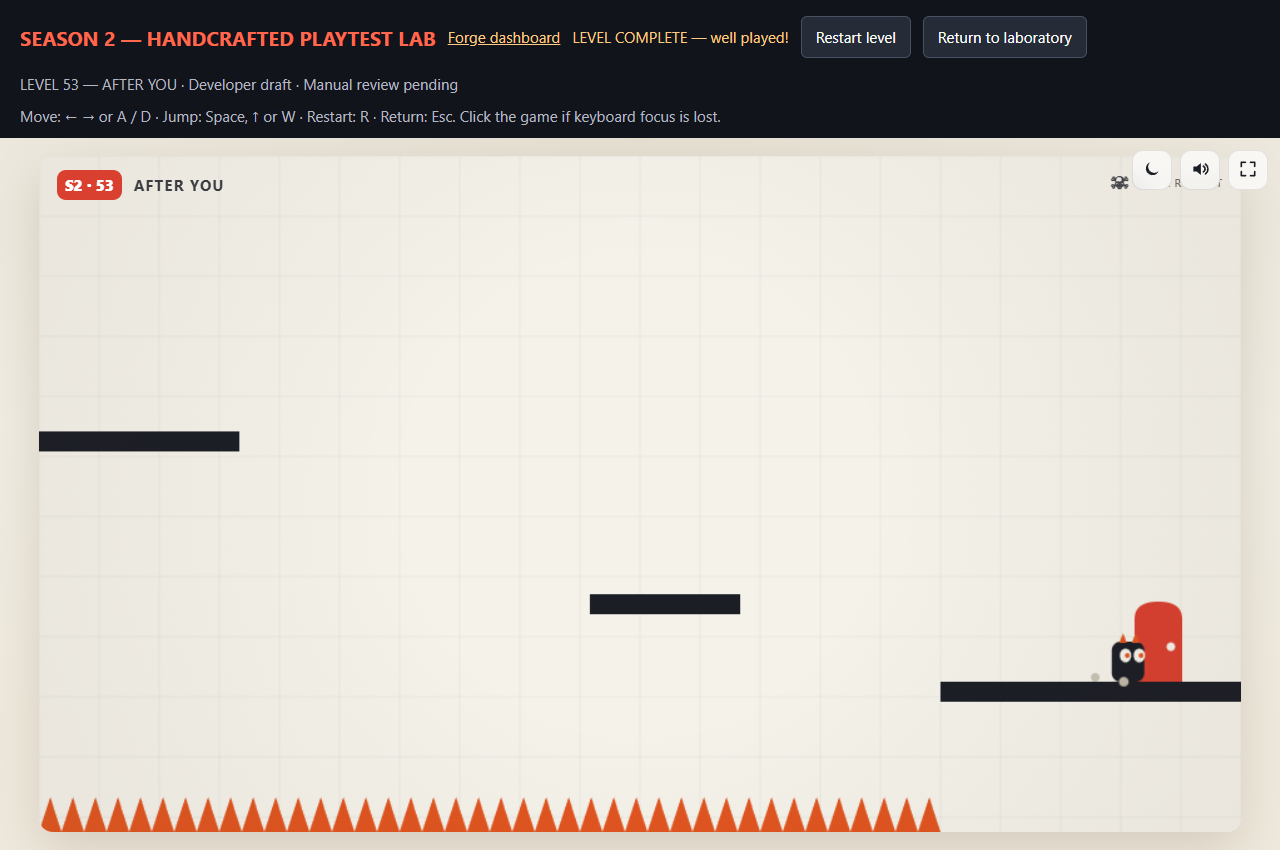 SEASON 2 — HANDCRAFTED PLAYTEST LAB Forge dashboard LEVEL COMPLETE — well played! Restart level Return to laboratory
LEVEL 53 — AFTER YOU · Developer draft · Manual review pending
Move: ← → or A / D · Jump: Space, ↑ or W · Restart: R · Return: Esc. Click the game if keyboard focus is lost.
S2 · 53 AFTER YOU